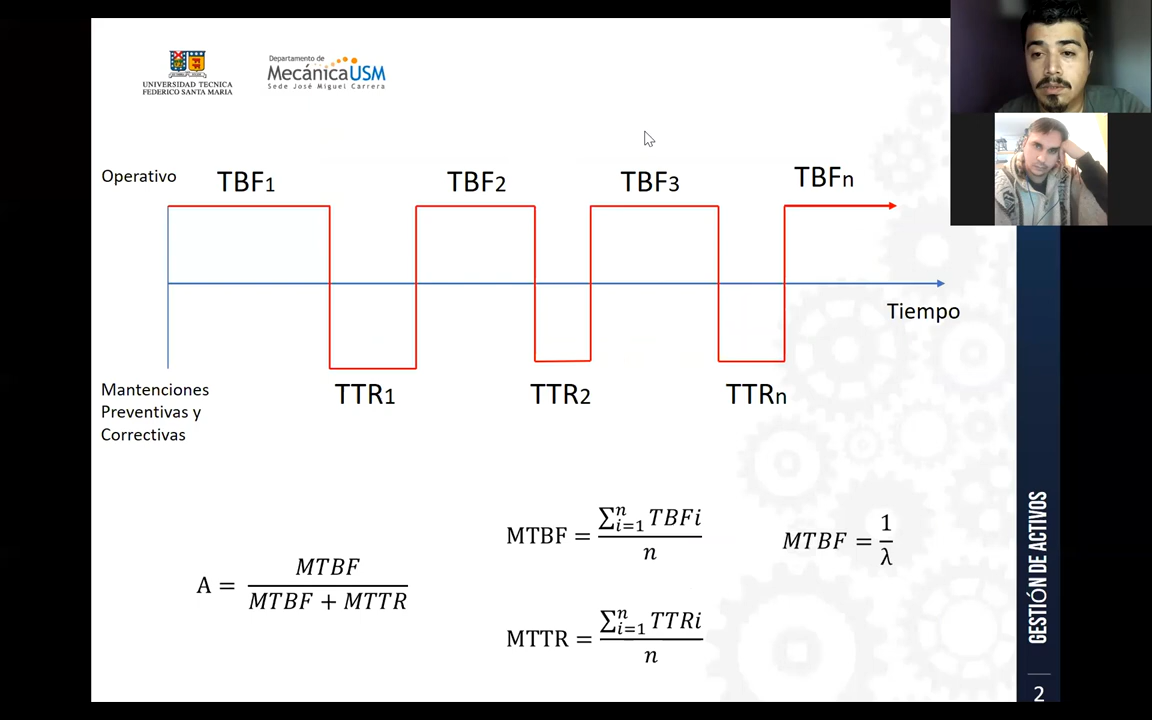 UNIVERSIDAD TECNICA
FEDERICO SANTA MARIA
Departamento de
MecánicaUSM
Sede José Miguel Carrera
Operativo
TBF1
TBF2
TBF3
TBFn
Tiempo
TTR1
TTR2
TTRn
Mantenciones
Preventivas y
Correctivas
A = MTBF / (MTBF + MTTR)
MTBF = ∑ⁿᵢ₌₁ TBFi / n
MTBF = 1 / λ
MTTR = ∑ⁿᵢ₌₁ TTRi / n
GESTIÓN DE ACTIVOS
2